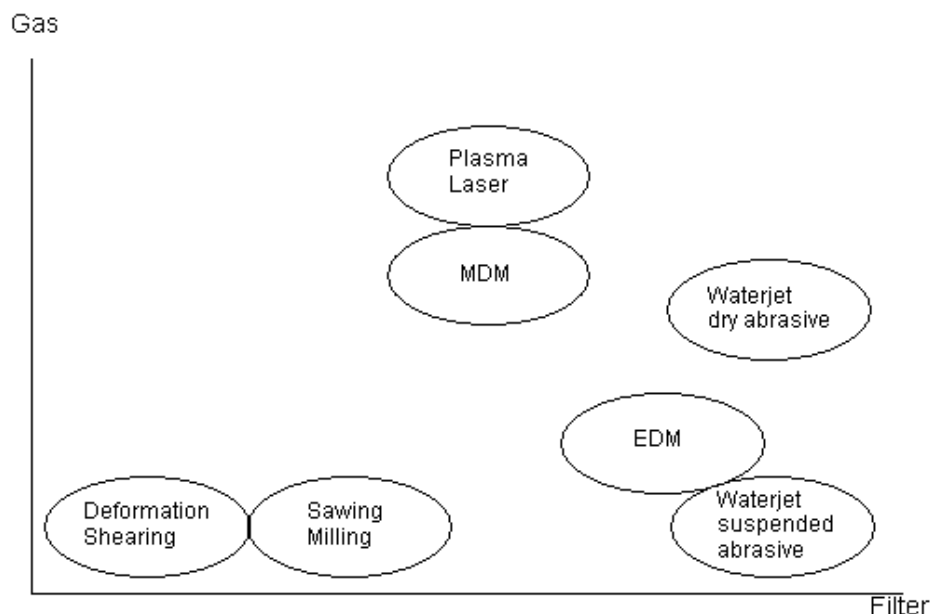 Gas
Plasma
Laser
MDM
Waterjet
dry abrasive
EDM
Deformation
Shearing
Sawing
Milling
Waterjet
suspended
abrasive
Filter